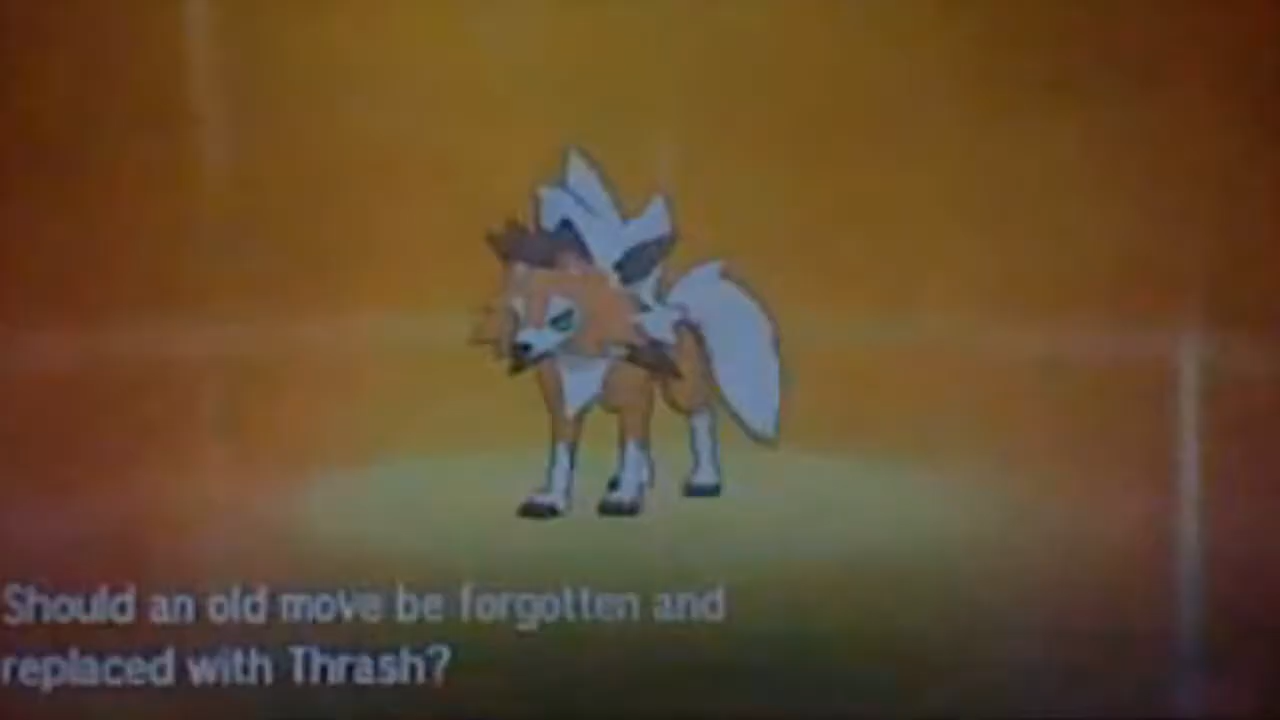 Should an old move be forgotten and
replaced with Thrash?